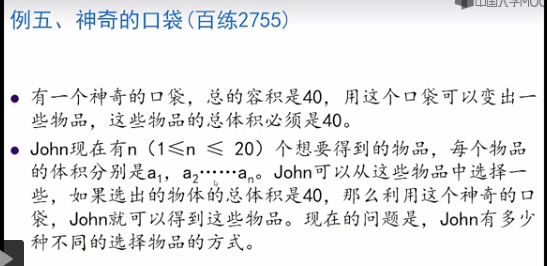 中国大学MOOC
例五、神奇的口袋(百练2755)
● 有一个神奇的口袋，总的容积是40，用这个口袋可以变出一
些物品，这些物品的总体积必须是40。
● John现在有n（1≤n ≤ 20）个想要得到的物品，每个物品
的体积分别是a₁，a₂……aₙ。John可以从这些物品中选择一
些，如果选出的物体的总体积是40，那么利用这个神奇的口
袋，John就可以得到这些物品。现在的问题是，John有多少
种不同的选择物品的方式。